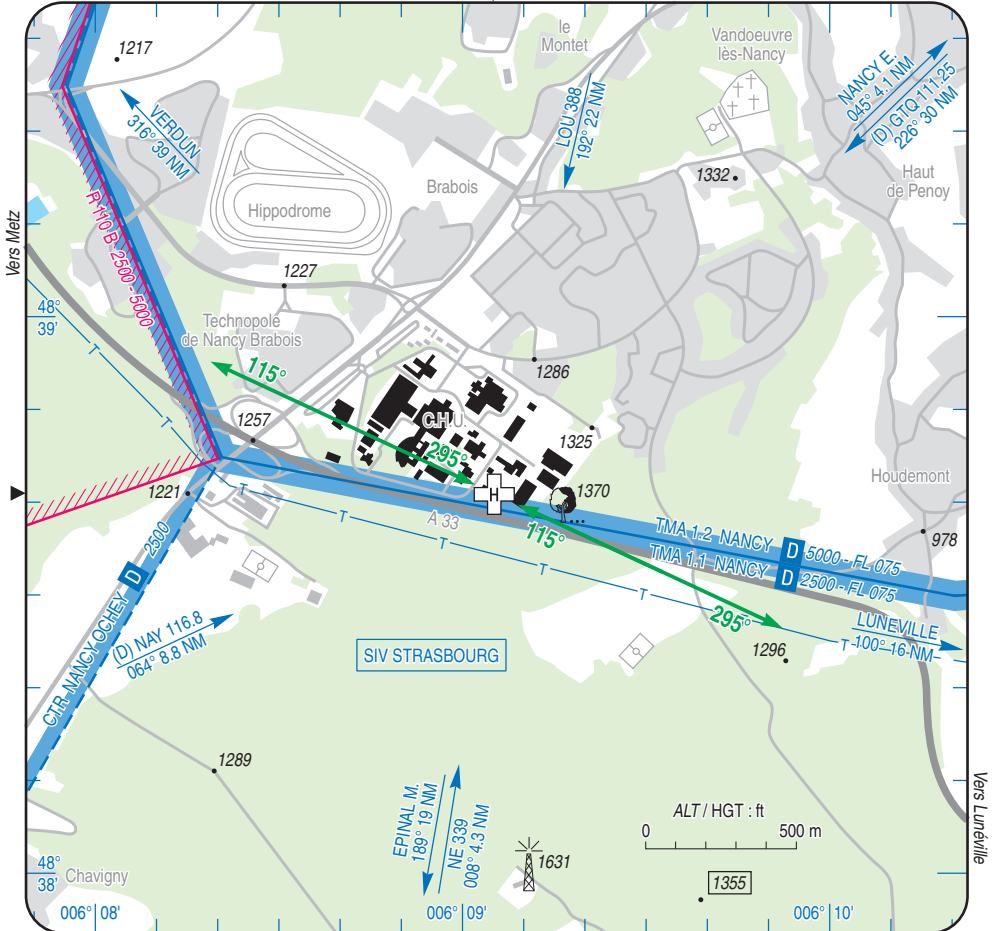 1217
le
Montet
Vandoeuvre
lès-Nancy
NANCY E.
045° 4.1 NM
(D) GTQ 111.25
226° 30 NM
VERDUN
316° 39 NM
LOU 388
192° 22 NM
1332
Haut
de Penoy
Brabois
Hippodrome
R 110 B - 2500 - 5000
Vers Metz
1227
48°
39'
Technopole
de Nancy Brabois
T
115°
1286
1257
C.H.U.
1325
295°
Houdemont
1221
H
1370
T
T
A 33
115°
978
TMA 1.2 NANCY D 5000 - FL 075
TMA 1.1 NANCY D 2500 - FL 075
T
T
T
CTR NANCY OCHEY D 2500
295°
T
T
(D) NAY 116.8
064° 8.8 NM
LUNEVILLE
100° 16 NM
SIV STRASBOURG
1296
1289
EPINAL M.
189° 19 NM
NE 339
008° 4.3 NM
ALT / HGT : ft
0 500 m
Vers Lunéville
1631
48°
38'
Chavigny
1355
006° 08'
006° 09'
006° 10'